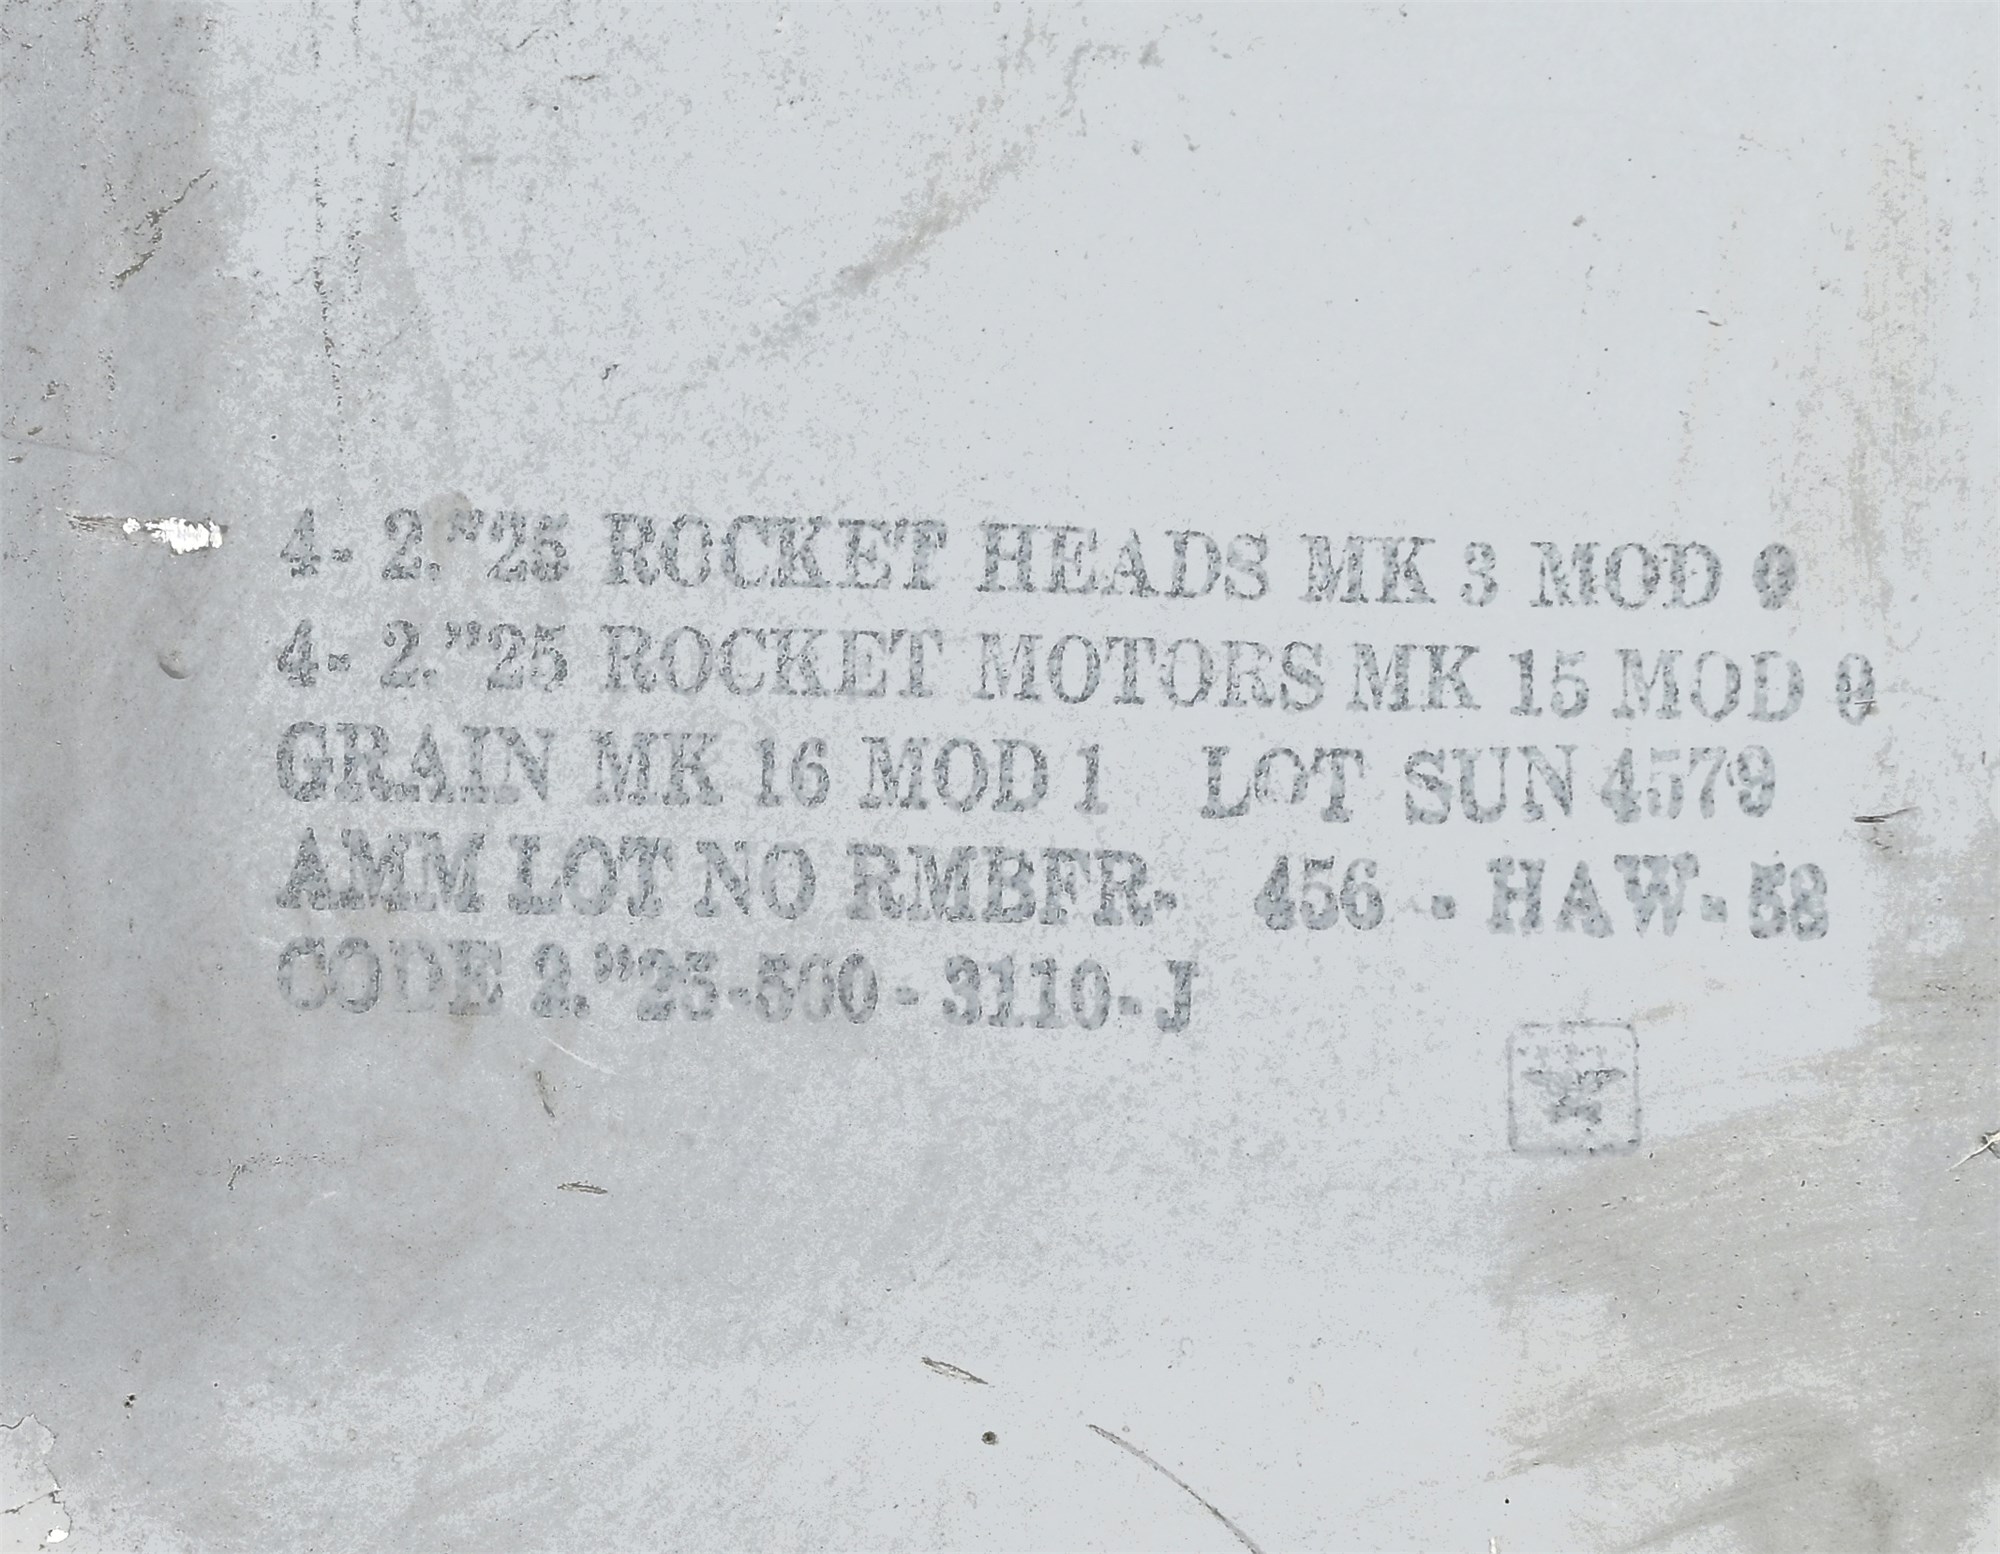 4- 2."25 ROCKET HEADS MK 3 MOD 0
4- 2."25 ROCKET MOTORS MK 15 MOD 0
GRAIN MK 16 MOD 1 LOT SUN 4579
AMM LOT NO RMBFR- 456 - HAW- 58
CODE 2."25-500 - 3110-J